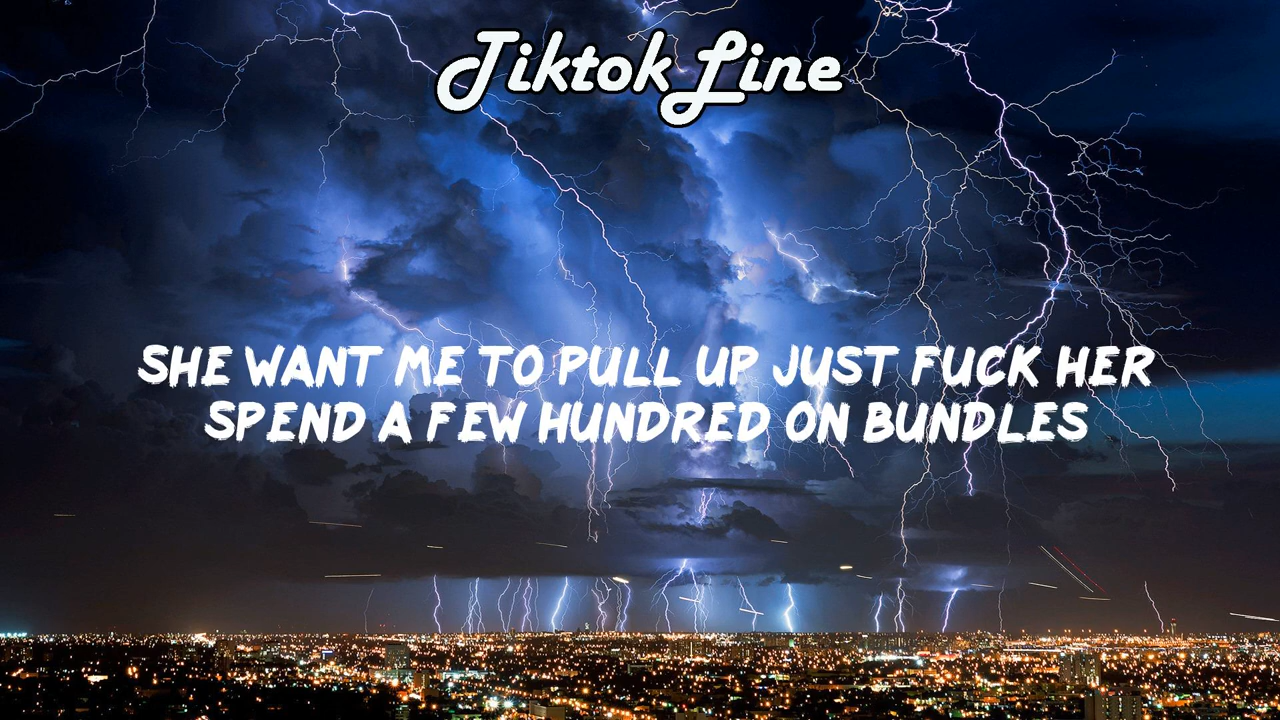 Tiktok Line
SHE WANT ME TO PULL UP JUST FUCK HER
SPEND A FEW HUNDRED ON BUNDLES